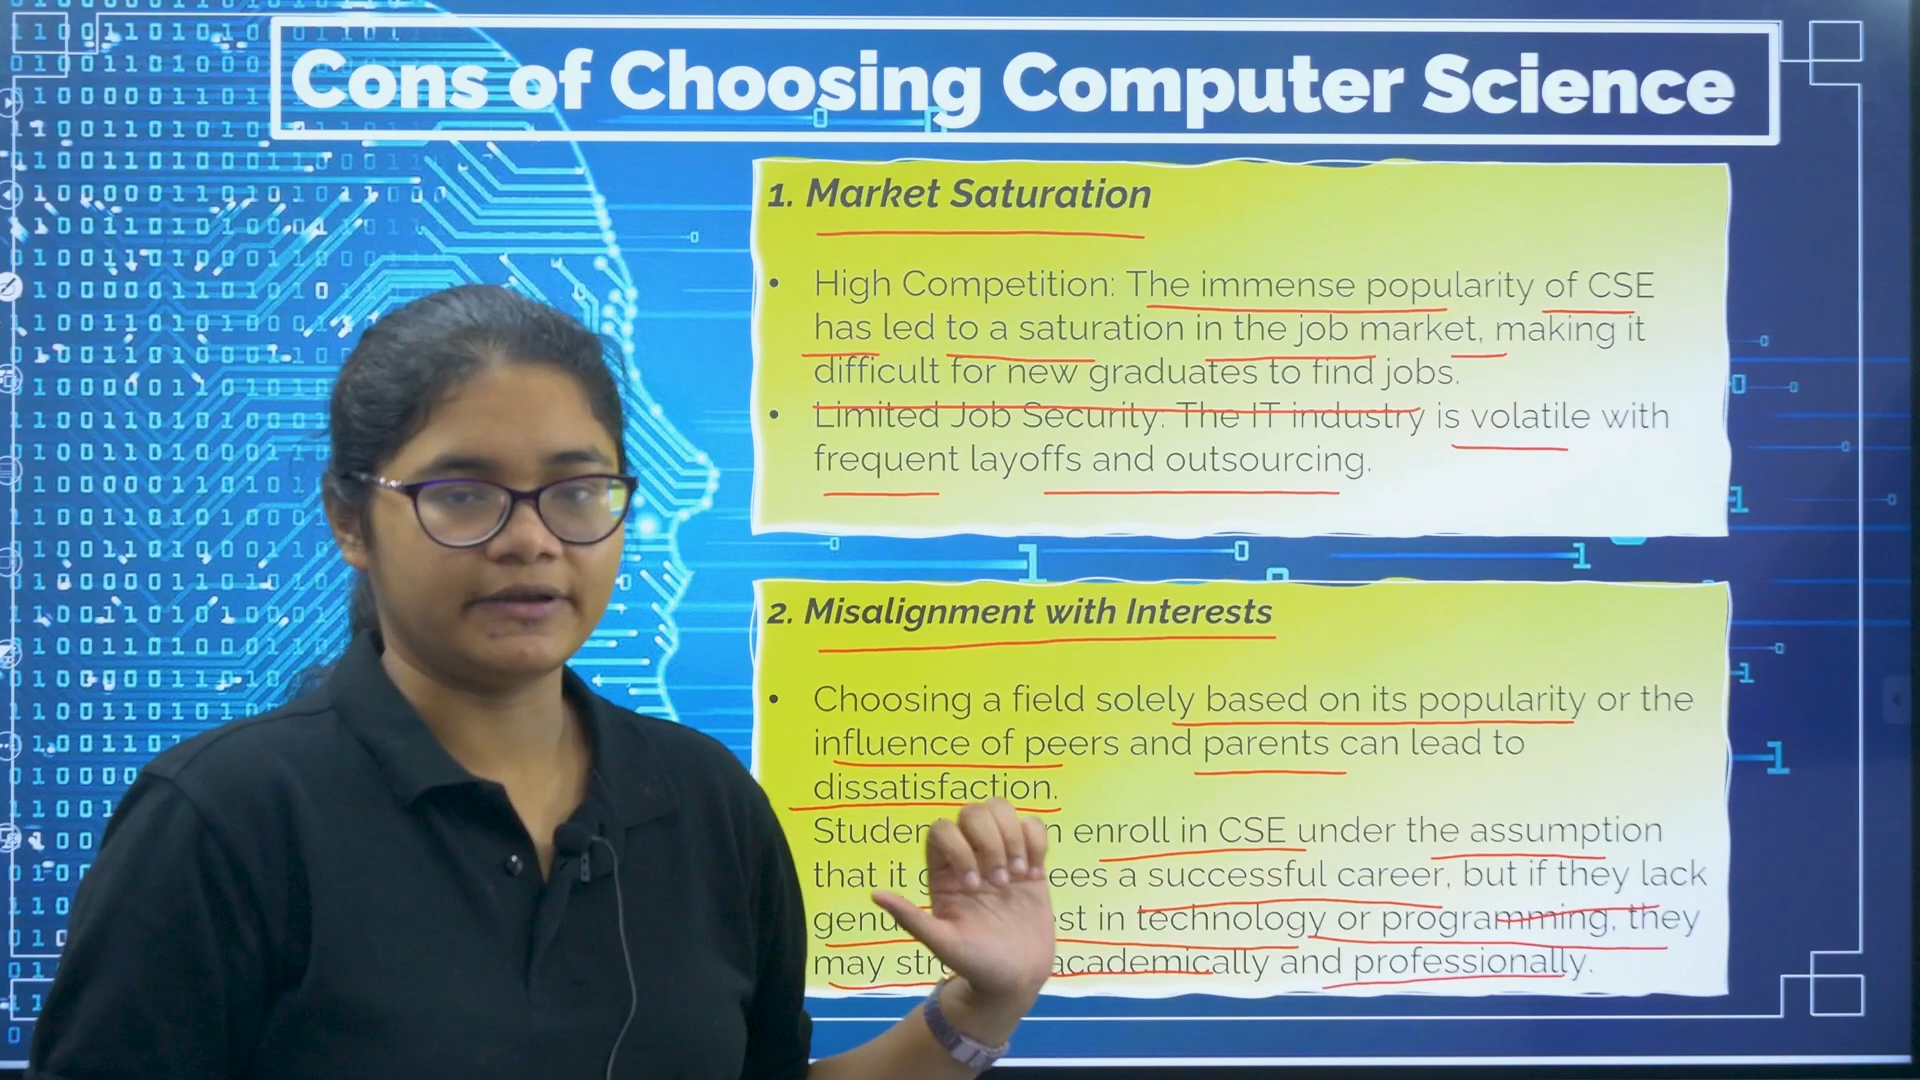 Cons of Choosing Computer Science
1. Market Saturation
• High Competition: The immense popularity of CSE
has led to a saturation in the job market, making it
difficult for new graduates to find jobs.
• Limited Job Security: The IT industry is volatile with
frequent layoffs and outsourcing.
2. Misalignment with Interests
• Choosing a field solely based on its popularity or the
influence of peers and parents can lead to
dissatisfaction.
enroll in CSE under the assumption
that it a successful career, but if they lack
in technology or programming, they
may academically and professionally.